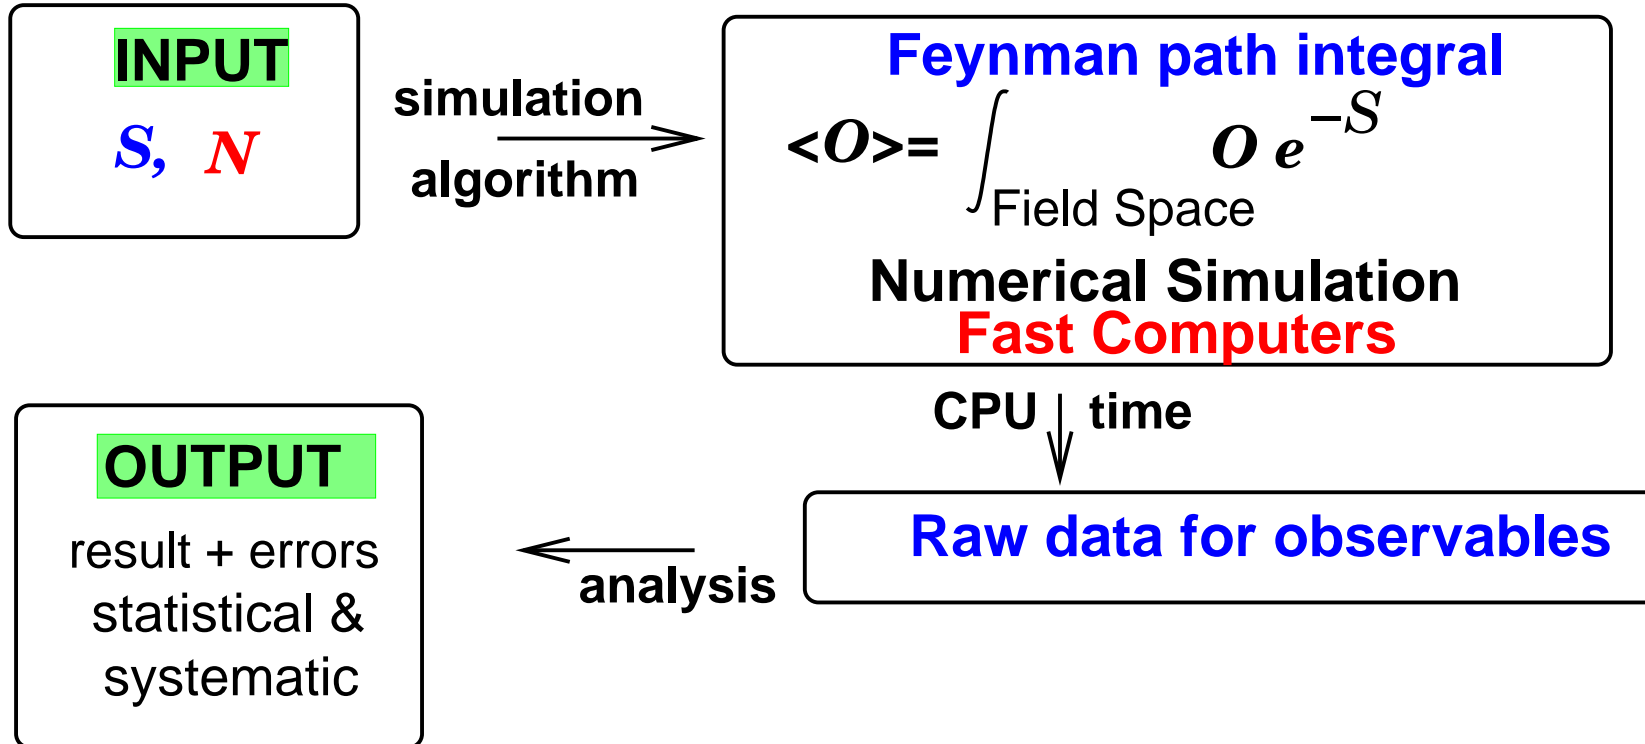 INPUT
S, N
simulation
algorithm
Feynman path integral
<O>= ∫ O e^{−S}
Field Space
Numerical Simulation
Fast Computers
CPU time
Raw data for observables
analysis
OUTPUT
result + errors
statistical &
systematic